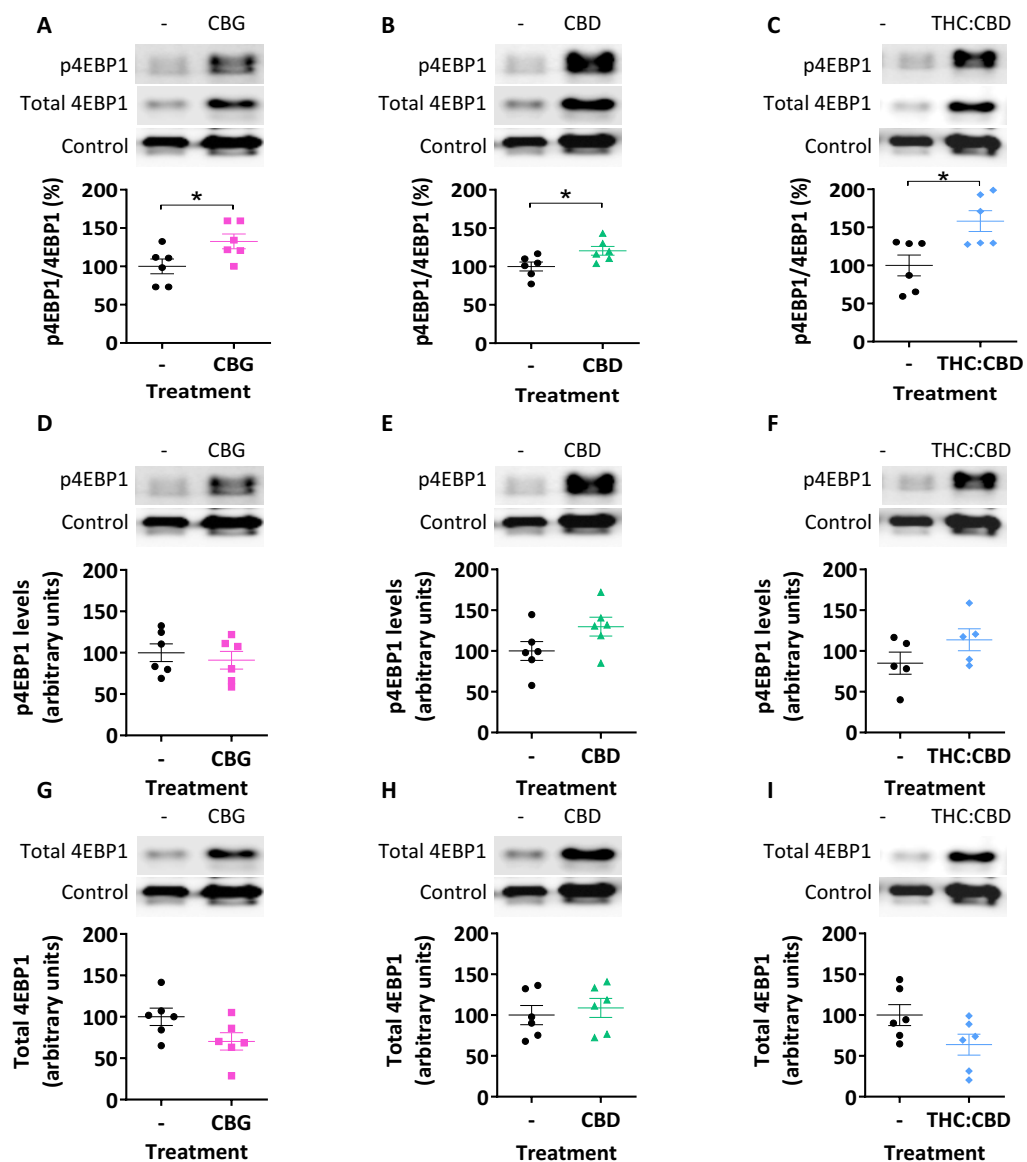 A
- CBG
p4EBP1
Total 4EBP1
Control
p4EBP1/4EBP1 (%)
200
150
100
50
0
*
- CBG
Treatment
B
- CBD
p4EBP1
Total 4EBP1
Control
p4EBP1/4EBP1 (%)
200
150
100
50
0
*
- CBD
Treatment
C
- THC:CBD
p4EBP1
Total 4EBP1
Control
p4EBP1/4EBP1 (%)
200
150
100
50
0
*
- THC:CBD
Treatment
D
- CBG
p4EBP1
Control
p4EBP1 levels
(arbitrary units)
200
150
100
50
0
- CBG
Treatment
E
- CBD
p4EBP1
Control
p4EBP1 levels
(arbitrary units)
200
150
100
50
0
- CBD
Treatment
F
- THC:CBD
p4EBP1
Control
p4EBP1 levels
(arbitrary units)
200
150
100
50
0
- THC:CBD
Treatment
G
- CBG
Total 4EBP1
Control
Total 4EBP1
(arbitrary units)
200
150
100
50
0
- CBG
Treatment
H
- CBD
Total 4EBP1
Control
Total 4EBP1
(arbitrary units)
200
150
100
50
0
- CBD
Treatment
I
- THC:CBD
Total 4EBP1
Control
Total 4EBP1
(arbitrary units)
200
150
100
50
0
- THC:CBD
Treatment